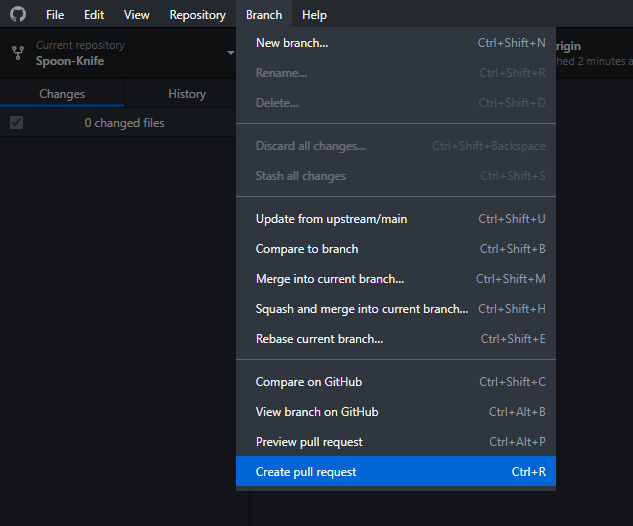 File Edit View Repository Branch Help
Current repository
Spoon-Knife
Changes History
0 changed files
New branch... Ctrl+Shift+N
Rename... Ctrl+Shift+R
Delete... Ctrl+Shift+D
Discard all changes... Ctrl+Shift+Backspace
Stash all changes Ctrl+Shift+S
Update from upstream/main Ctrl+Shift+U
Compare to branch Ctrl+Shift+B
Merge into current branch... Ctrl+Shift+M
Squash and merge into current branch... Ctrl+Shift+H
Rebase current branch... Ctrl+Shift+E
Compare on GitHub Ctrl+Shift+C
View branch on GitHub Ctrl+Alt+B
Preview pull request Ctrl+Alt+P
Create pull request Ctrl+R
rigin
hed 2 minutes a